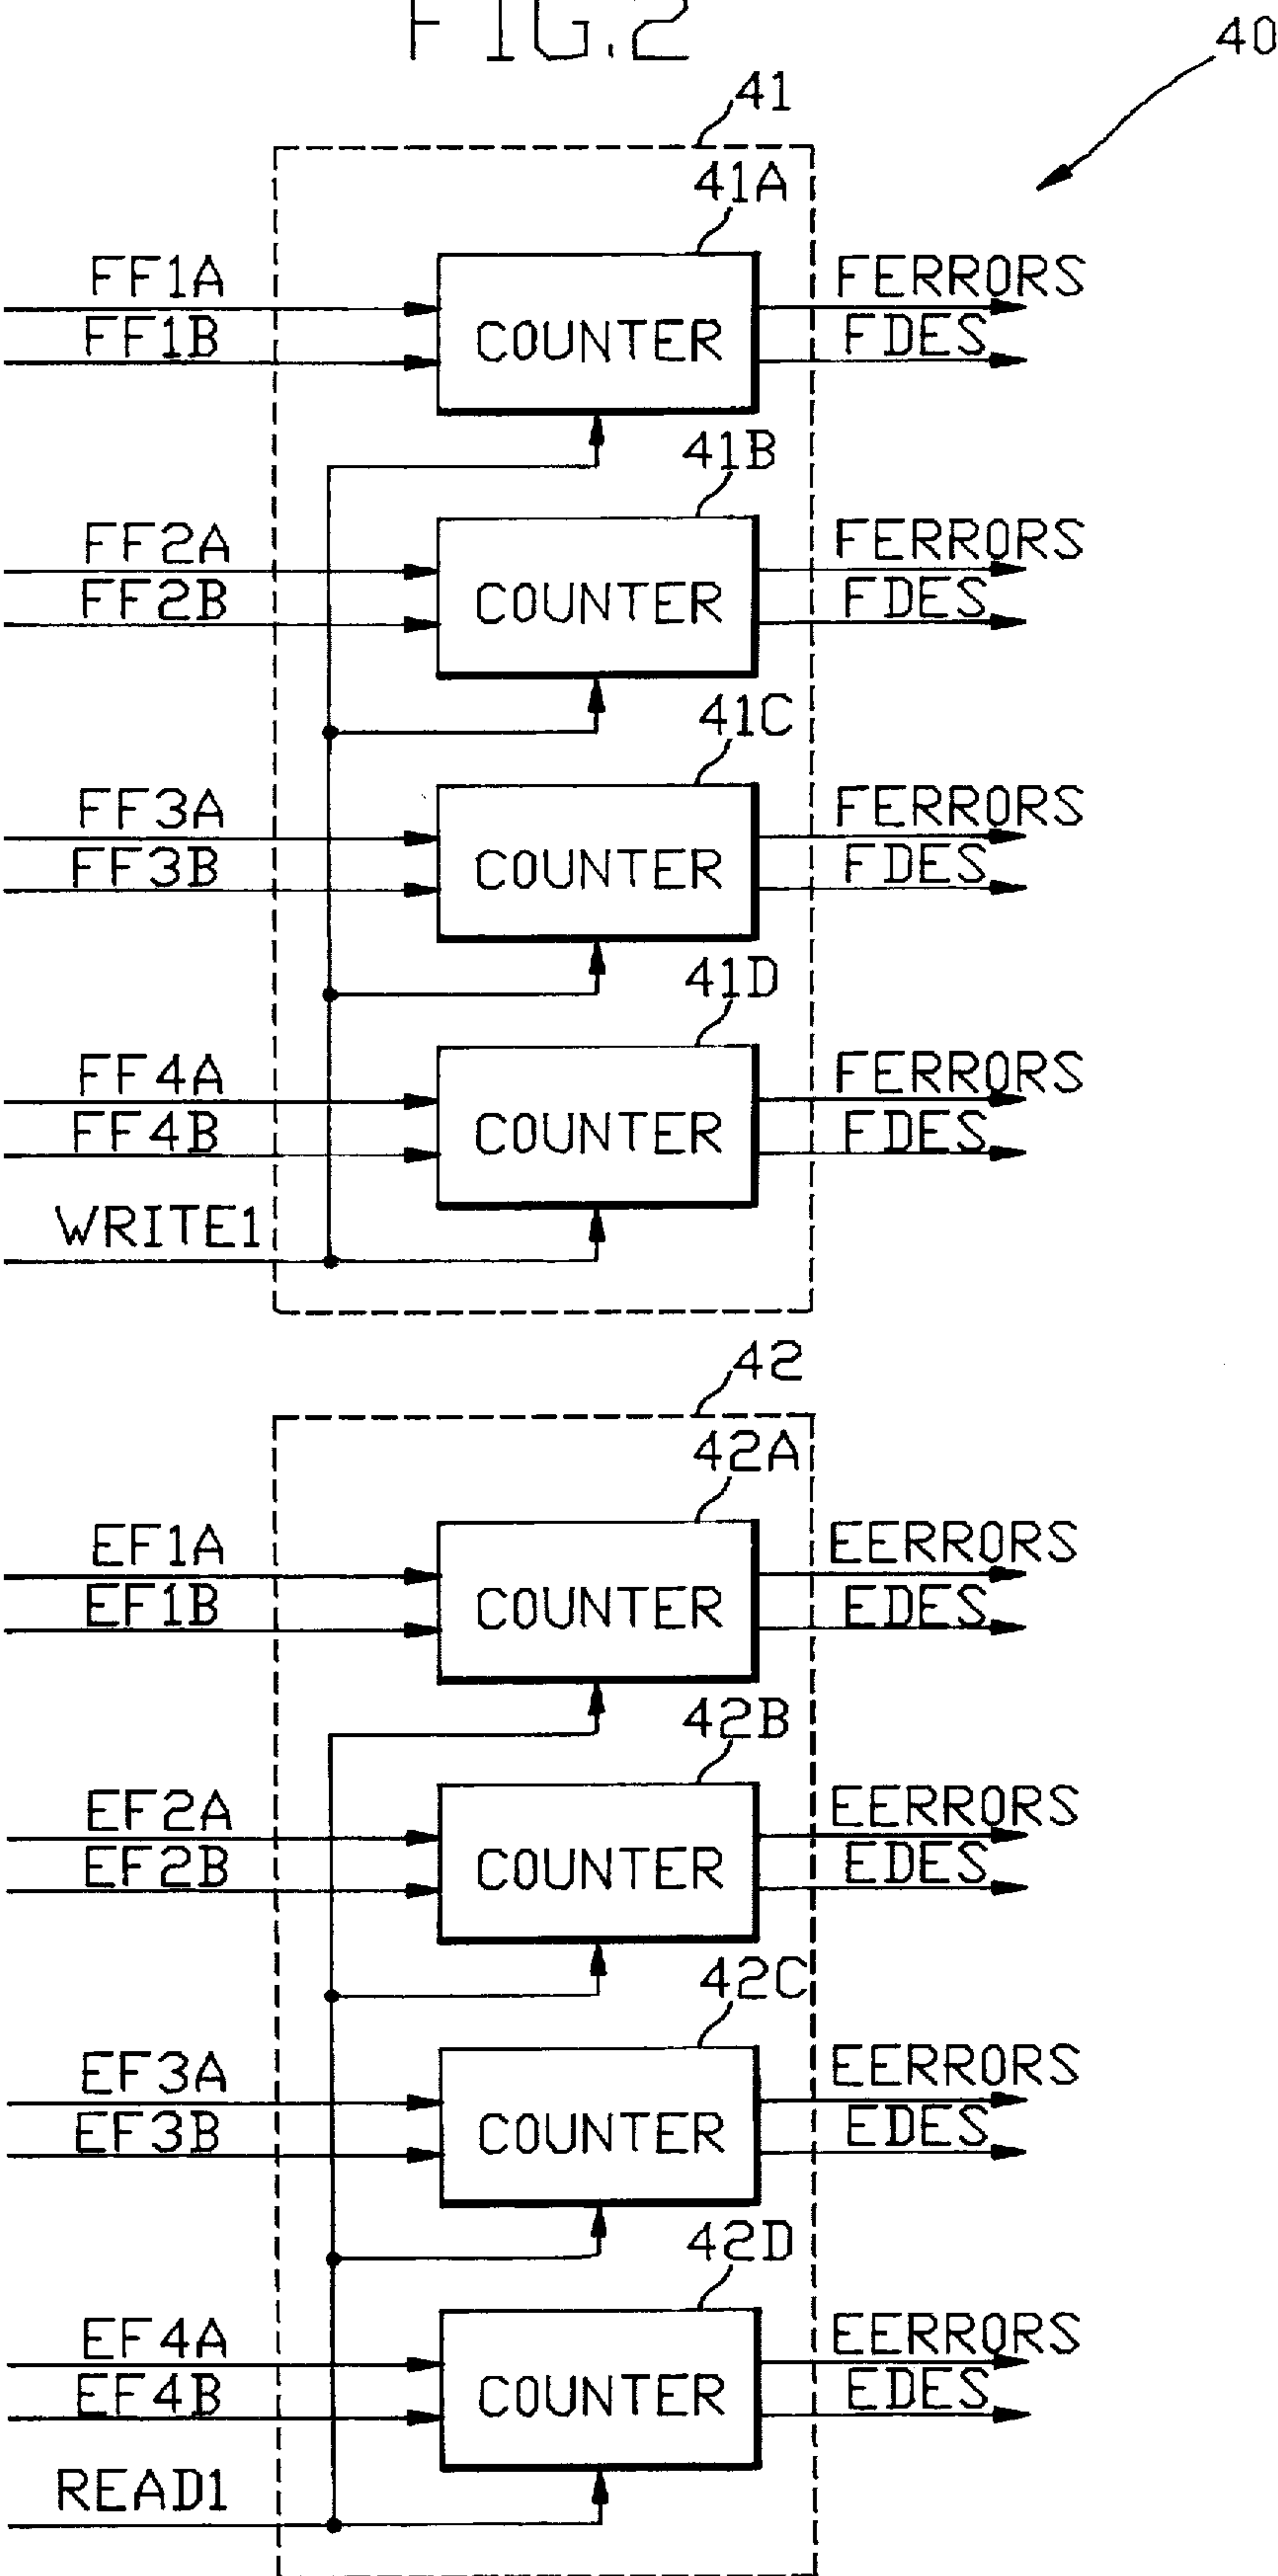 FIG.2
40
41
41A
FF1A
FF1B
COUNTER
FERRORS
FDES
41B
FF2A
FF2B
COUNTER
FERRORS
FDES
41C
FF3A
FF3B
COUNTER
FERRORS
FDES
41D
FF4A
FF4B
COUNTER
FERRORS
FDES
WRITE1
42
42A
EF1A
EF1B
COUNTER
EERRORS
EDES
42B
EF2A
EF2B
COUNTER
EERRORS
EDES
42C
EF3A
EF3B
COUNTER
EERRORS
EDES
42D
EF4A
EF4B
COUNTER
EERRORS
EDES
READ1